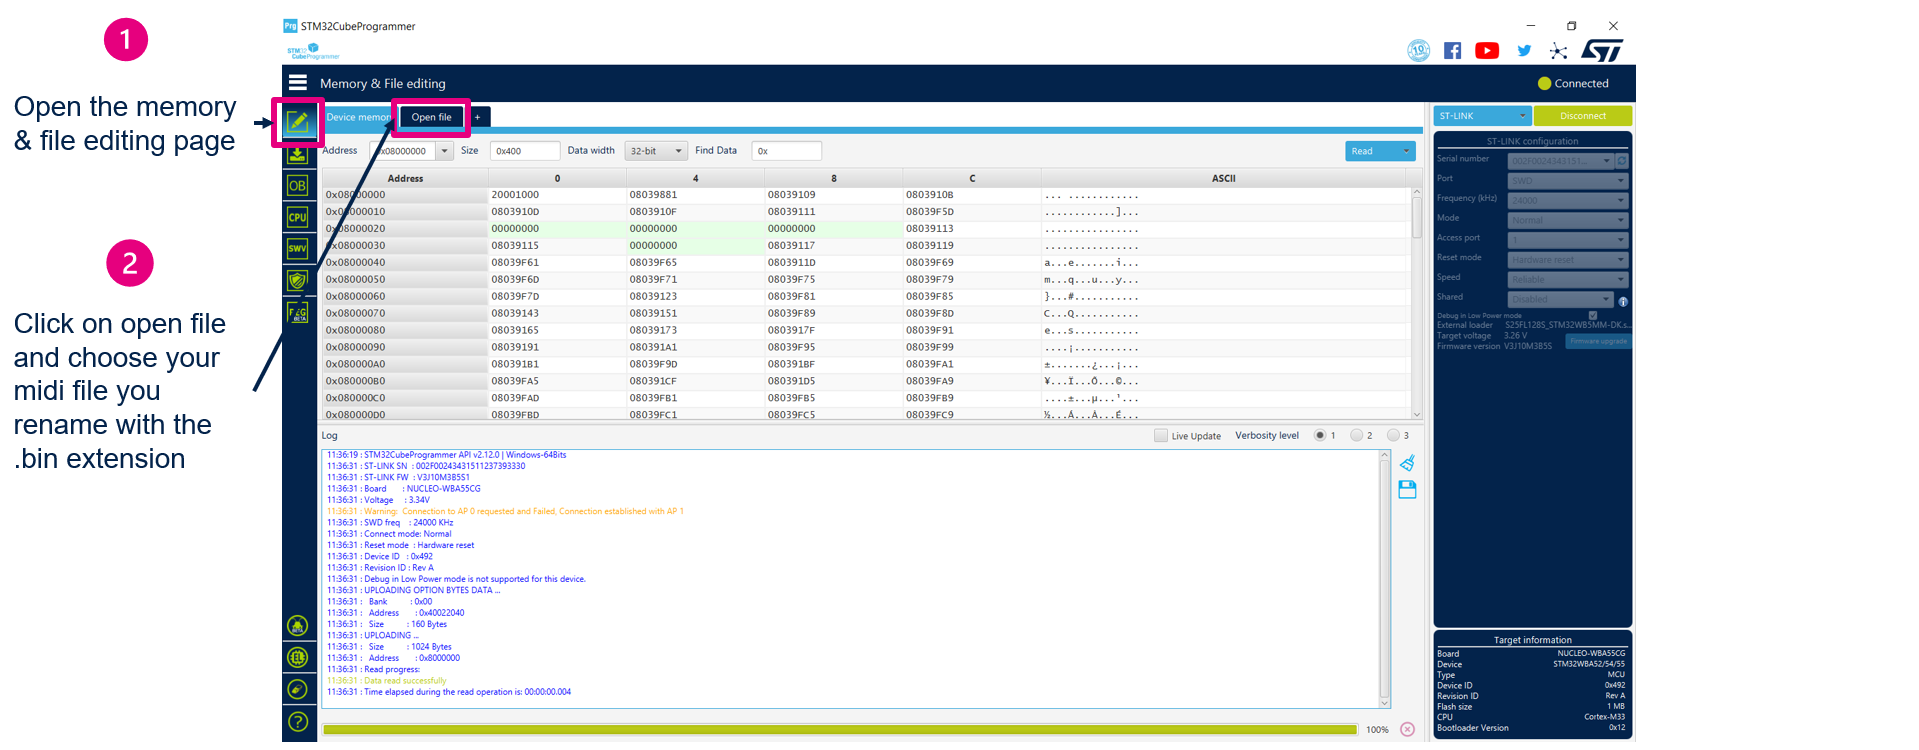 1
Open the memory
& file editing page
2
Click on open file
and choose your
midi file you
rename with the
.bin extension
Prg STM32CubeProgrammer
STM32
CubeProgrammer
Memory & File editing
Connected
Device memory Open file +
Address 0x08000000 Size 0x400 Data width 32-bit Find Data 0x Read
Address 0 4 8 C ASCII
0x08000000 20001000 08039881 08039109 0803910B ... ............
0x08000010 0803910D 0803910F 08039111 08039F5D ............]...
0x08000020 00000000 00000000 00000000 08039113 ................
0x08000030 08039115 00000000 08039117 08039119 ................
0x08000040 08039F61 08039F65 0803911D 08039F69 a...e.......i...
0x08000050 08039F6D 08039F71 08039F75 08039F79 m...q...u...y...
0x08000060 08039F7D 08039123 08039F81 08039F85 }...#...........
0x08000070 08039143 08039151 08039F89 08039F8D C...Q...........
0x08000080 08039165 08039173 0803917F 08039F91 e...s...........
0x08000090 08039191 080391A1 08039F95 08039F99 ....¡...........
0x080000A0 080391B1 08039F9D 080391BF 08039FA1 ±.......¿...¡...
0x080000B0 08039FA5 080391CF 080391D5 08039FA9 ¥...Ï...Õ...©...
0x080000C0 08039FAD 08039FB1 08039FB5 08039FB9 ....±...µ...¹...
0x080000D0 08039FBD 08039FC1 08039FC5 08039FC9 ½...Á...Å...É...
Log Live Update Verbosity level 1 2 3
11:36:19 : STM32CubeProgrammer API v2.12.0 | Windows-64Bits
11:36:31 : ST-LINK SN : 002F00243431511237393330
11:36:31 : ST-LINK FW : V3J10M3B5S1
11:36:31 : Board : NUCLEO-WBA55CG
11:36:31 : Voltage : 3.34V
11:36:31 : Warning: Connection to AP 0 requested and Failed, Connection established with AP 1
11:36:31 : SWD freq : 24000 KHz
11:36:31 : Connect mode: Normal
11:36:31 : Reset mode : Hardware reset
11:36:31 : Device ID : 0x492
11:36:31 : Revision ID : Rev A
11:36:31 : Debug in Low Power mode is not supported for this device.
11:36:31 : UPLOADING OPTION BYTES DATA ...
11:36:31 : Bank : 0x00
11:36:31 : Address : 0x40022040
11:36:31 : Size : 160 Bytes
11:36:31 : UPLOADING ...
11:36:31 : Size : 1024 Bytes
11:36:31 : Address : 0x8000000
11:36:31 : Read progress:
11:36:31 : Data read successfully
11:36:31 : Time elapsed during the read operation is: 00:00:00.004
100%
OB
CPU
SWV
BETA
BETA
EL
?
ST-LINK Disconnect
ST-LINK configuration
Serial number 002F0024343151...
Port SWD
Frequency (kHz) 24000
Mode Normal
Access port 1
Reset mode Hardware reset
Speed Reliable
Shared Disabled
Debug in Low Power mode
External loader S25FL128S_STM32WB5MM-DK.s...
Target voltage 3.26 V
Firmware version V3J10M3B5S Firmware upgrade
Target information
Board NUCLEO-WBA55CG
Device STM32WBA52/54/55
Type MCU
Device ID 0x492
Revision ID Rev A
Flash size 1 MB
CPU Cortex-M33
Bootloader Version 0x12